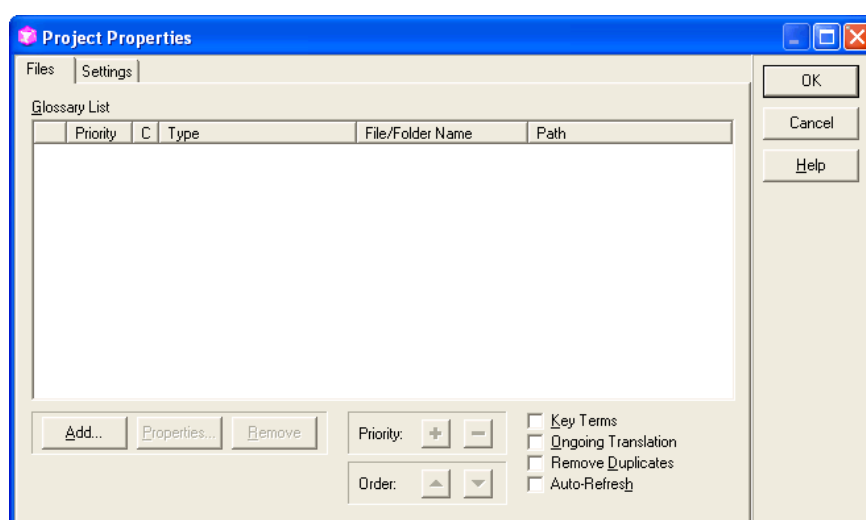 Project Properties
Files Settings
OK
Glossary List
Cancel
Priority C Type File/Folder Name Path
Help
Add... Properties... Remove Priority: + − Key Terms
Ongoing Translation
Remove Duplicates
Order: Auto-Refresh